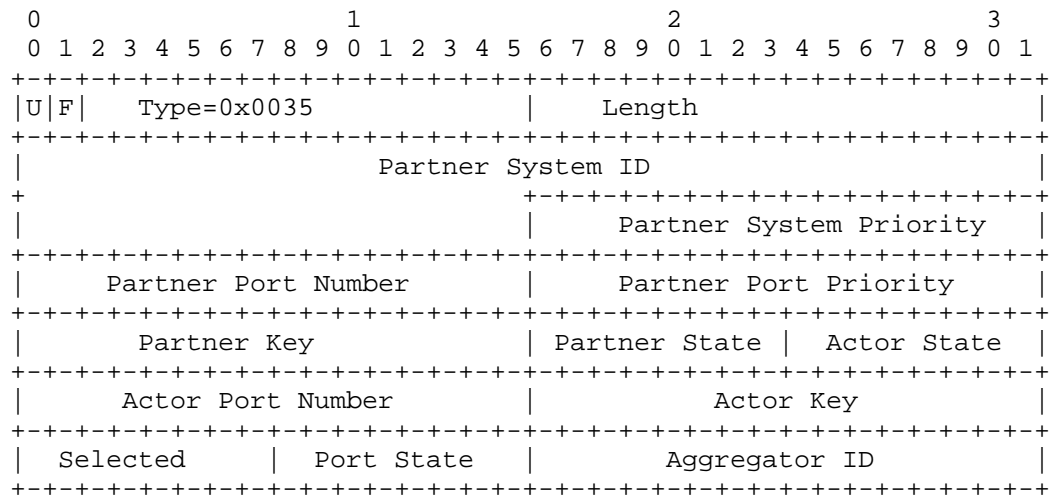 0                   1                   2                   3
 0 1 2 3 4 5 6 7 8 9 0 1 2 3 4 5 6 7 8 9 0 1 2 3 4 5 6 7 8 9 0 1
+-+-+-+-+-+-+-+-+-+-+-+-+-+-+-+-+-+-+-+-+-+-+-+-+-+-+-+-+-+-+-+-+
|U|F|   Type=0x0035             |    Length                     |
+-+-+-+-+-+-+-+-+-+-+-+-+-+-+-+-+-+-+-+-+-+-+-+-+-+-+-+-+-+-+-+-+
|                      Partner System ID                        |
+                               +-+-+-+-+-+-+-+-+-+-+-+-+-+-+-+-+
|                               |     Partner System Priority   |
+-+-+-+-+-+-+-+-+-+-+-+-+-+-+-+-+-+-+-+-+-+-+-+-+-+-+-+-+-+-+-+-+
|     Partner Port Number       |     Partner Port Priority     |
+-+-+-+-+-+-+-+-+-+-+-+-+-+-+-+-+-+-+-+-+-+-+-+-+-+-+-+-+-+-+-+-+
|       Partner Key             | Partner State |  Actor State  |
+-+-+-+-+-+-+-+-+-+-+-+-+-+-+-+-+-+-+-+-+-+-+-+-+-+-+-+-+-+-+-+-+
|      Actor Port Number        |           Actor Key           |
+-+-+-+-+-+-+-+-+-+-+-+-+-+-+-+-+-+-+-+-+-+-+-+-+-+-+-+-+-+-+-+-+
|  Selected     |  Port State   |        Aggregator ID          |
+-+-+-+-+-+-+-+-+-+-+-+-+-+-+-+-+-+-+-+-+-+-+-+-+-+-+-+-+-+-+-+-+